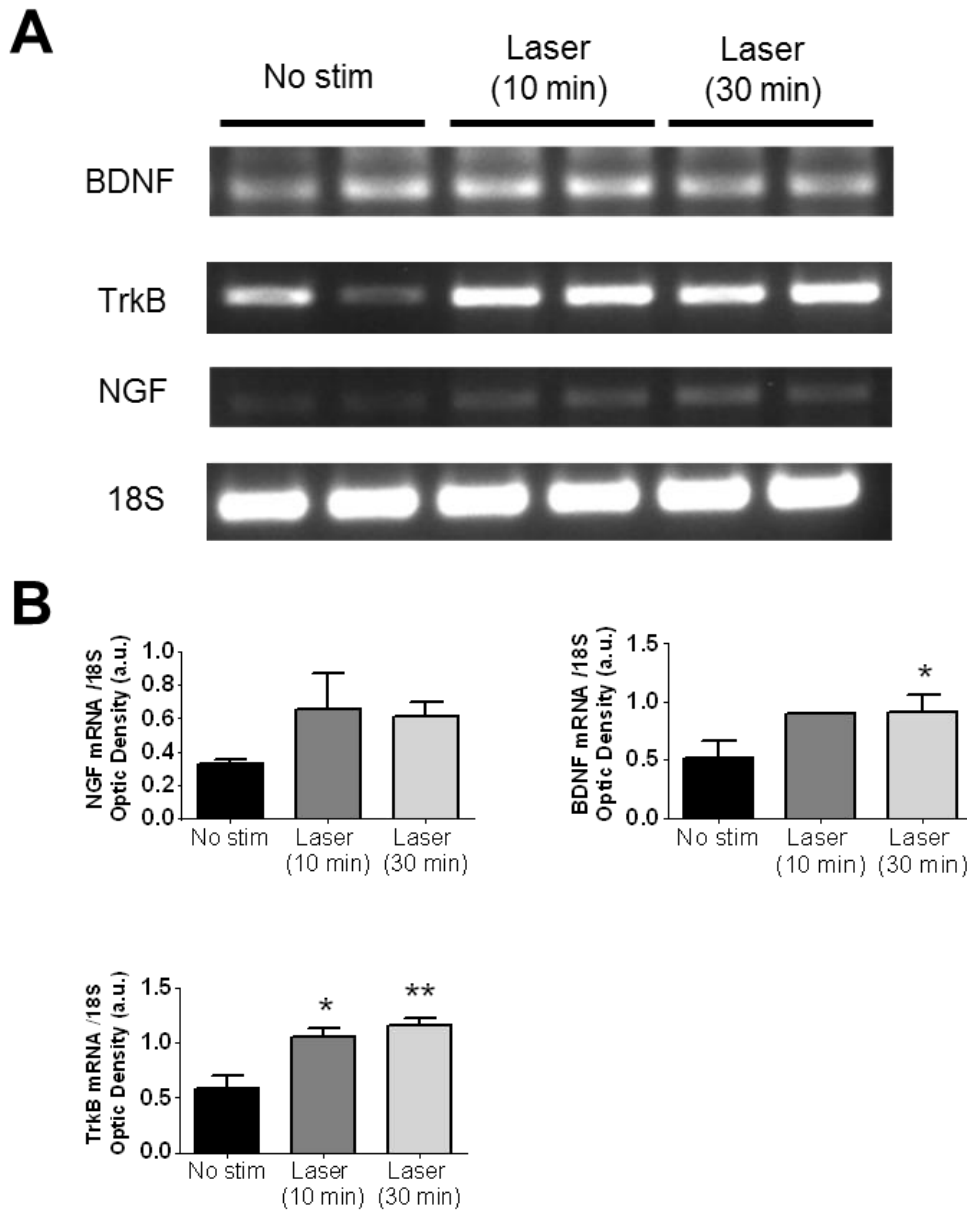 A
No stim
Laser
(10 min)
Laser
(30 min)
BDNF
TrkB
NGF
18S
B
NGF mRNA /18S
Optic Density (a.u.)
1.0
0.8
0.6
0.4
0.2
0.0
No stim
Laser
(10 min)
Laser
(30 min)
BDNF mRNA /18S
Optic Density (a.u.)
1.5
1.0
0.5
0.0
*
No stim
Laser
(10 min)
Laser
(30 min)
TrkB mRNA /18S
Optic Density (a.u.)
1.5
1.0
0.5
0.0
*
**
No stim
Laser
(10 min)
Laser
(30 min)